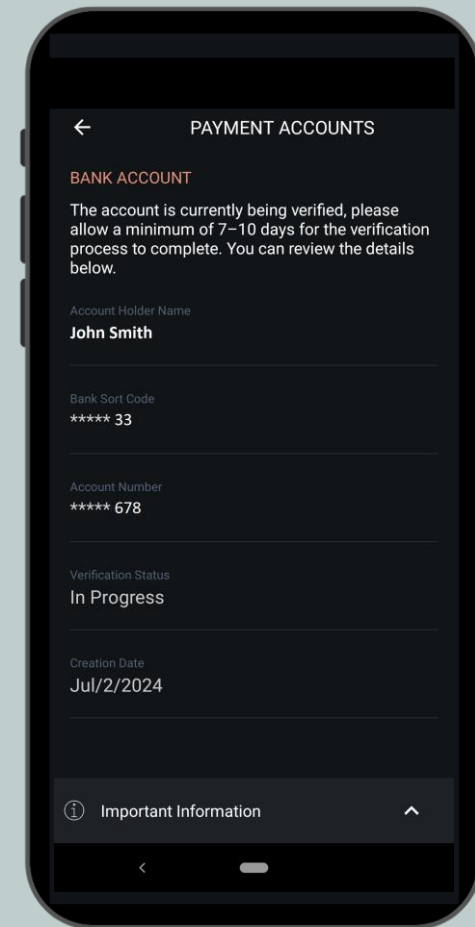 PAYMENT ACCOUNTS
BANK ACCOUNT
The account is currently being verified, please
allow a minimum of 7–10 days for the verification
process to complete. You can review the details
below.
Account Holder Name
John Smith
Bank Sort Code
***** 33
Account Number
***** 678
Verification Status
In Progress
Creation Date
Jul/2/2024
Important Information